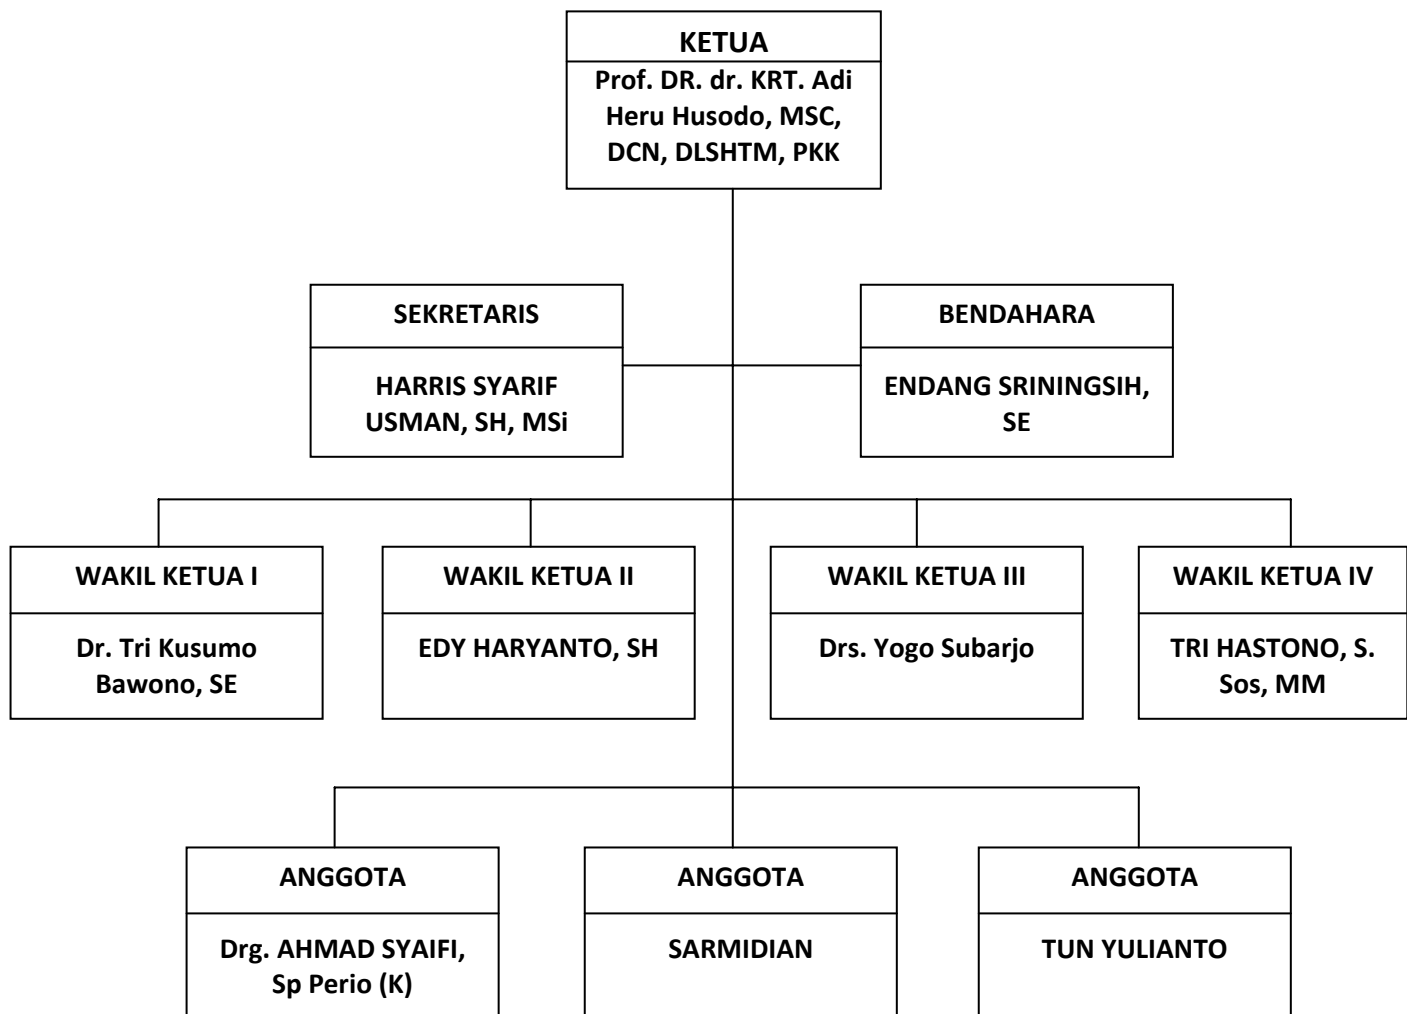 KETUA
Prof. DR. dr. KRT. Adi
Heru Husodo, MSC,
DCN, DLSHTM, PKK
SEKRETARIS
HARRIS SYARIF
USMAN, SH, MSi
BENDAHARA
ENDANG SRININGSIH,
SE
WAKIL KETUA I
Dr. Tri Kusumo
Bawono, SE
WAKIL KETUA II
EDY HARYANTO, SH
WAKIL KETUA III
Drs. Yogo Subarjo
WAKIL KETUA IV
TRI HASTONO, S.
Sos, MM
ANGGOTA
Drg. AHMAD SYAIFI,
Sp Perio (K)
ANGGOTA
SARMIDIAN
ANGGOTA
TUN YULIANTO